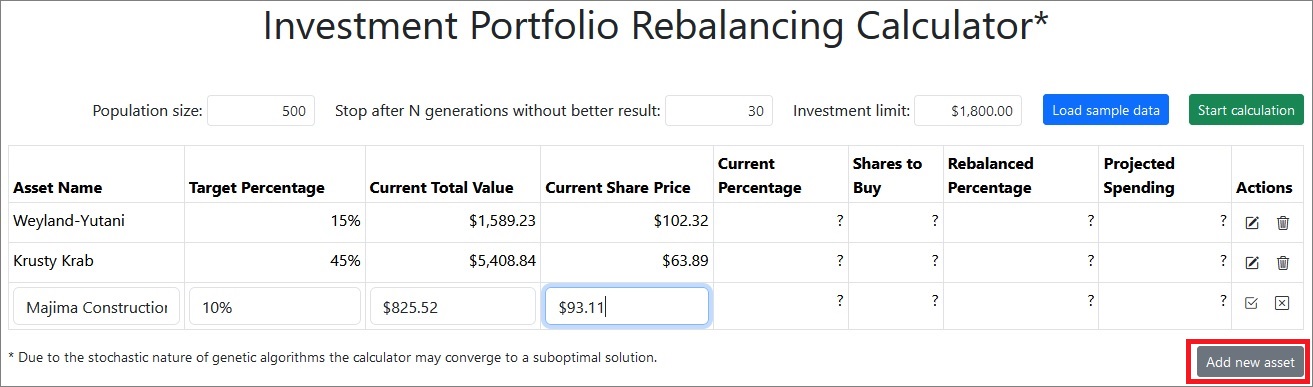 Investment Portfolio Rebalancing Calculator*
Population size: 500 Stop after N generations without better result: 30 Investment limit: $1,800.00 Load sample data Start calculation
Asset Name Target Percentage Current Total Value Current Share Price Current Percentage Shares to Buy Rebalanced Percentage Projected Spending Actions
Weyland-Yutani 15% $1,589.23 $102.32 ? ? ? ?
Krusty Krab 45% $5,408.84 $63.89 ? ? ? ?
Majima Construction 10% $825.52 $93.11 ? ? ? ?
* Due to the stochastic nature of genetic algorithms the calculator may converge to a suboptimal solution. Add new asset